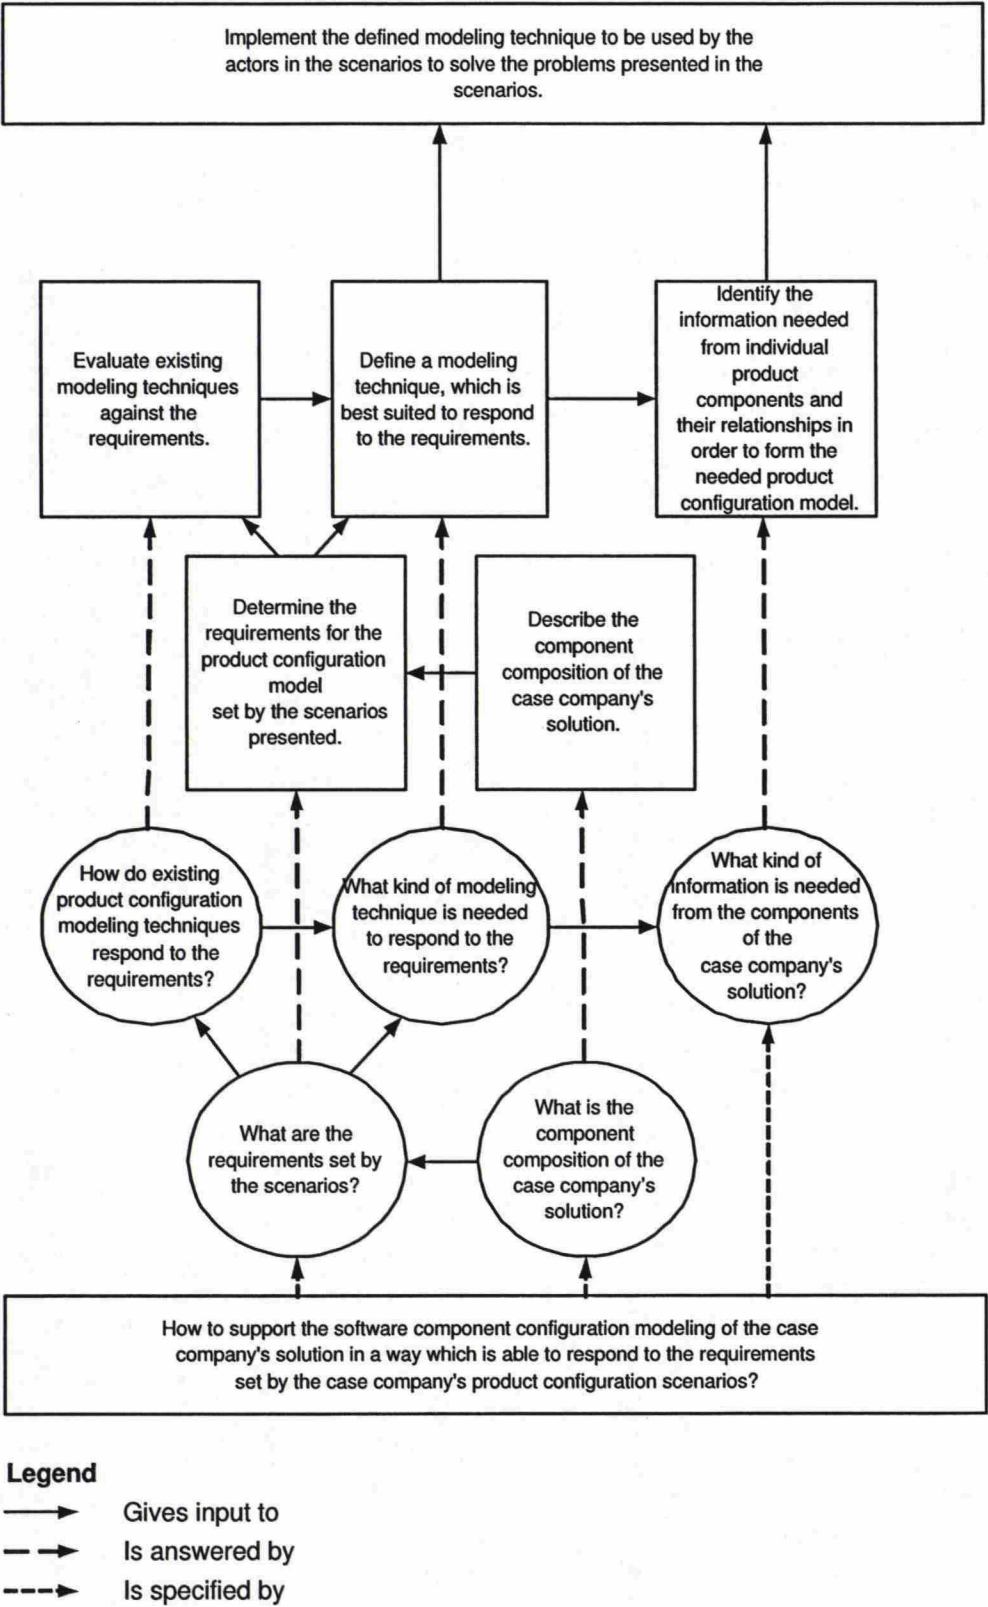 Implement the defined modeling technique to be used by the
actors in the scenarios to solve the problems presented in the
scenarios.
Evaluate existing
modeling techniques
against the
requirements.
Define a modeling
technique, which is
best suited to respond
to the requirements.
Identify the
information needed
from individual
product
components and
their relationships in
order to form the
needed product
configuration model.
Determine the
requirements for the
product configuration
model
set by the scenarios
presented.
Describe the
component
composition of the
case company's
solution.
How do existing
product configuration
modeling techniques
respond to the
requirements?
What kind of modeling
technique is needed
to respond to the
requirements?
What kind of
information is needed
from the components
of the
case company's
solution?
What are the
requirements set by
the scenarios?
What is the
component
composition of the
case company's
solution?
How to support the software component configuration modeling of the case
company's solution in a way which is able to respond to the requirements
set by the case company's product configuration scenarios?
Legend
Gives input to
Is answered by
Is specified by